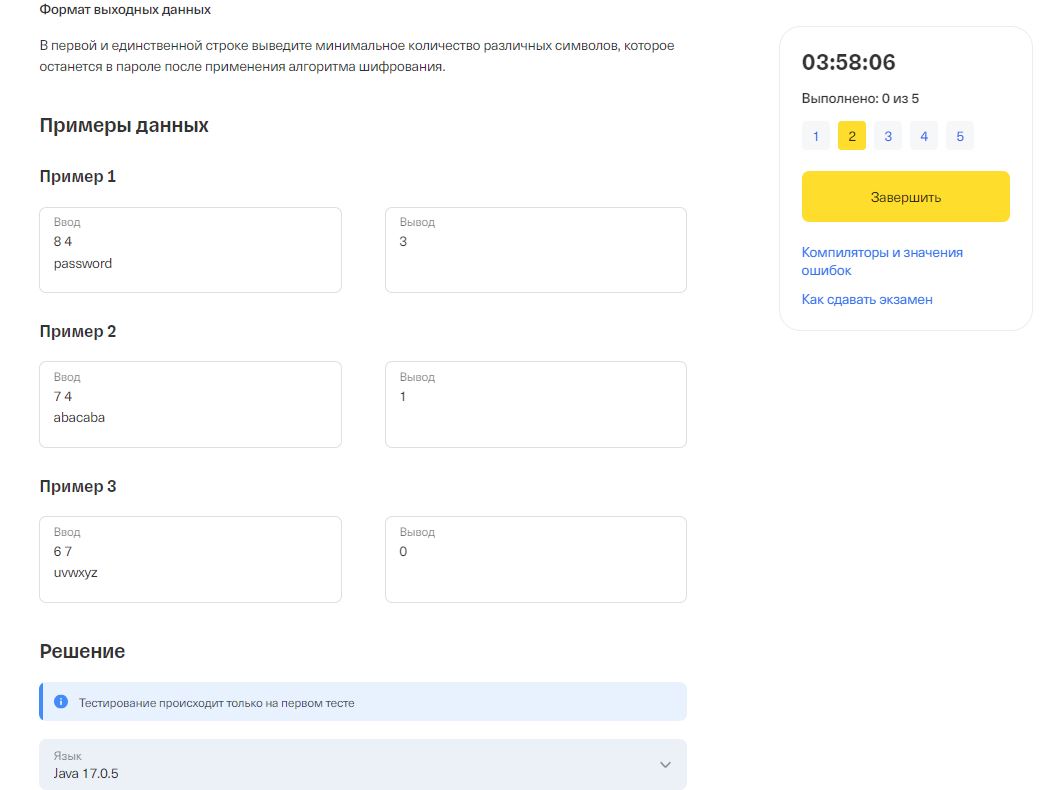 Формат выходных данных
В первой и единственной строке выведите минимальное количество различных символов, которое
останется в пароле после применения алгоритма шифрования.
Примеры данных
Пример 1
Ввод
8 4
password
Вывод
3
Пример 2
Ввод
7 4
abacaba
Вывод
1
Пример 3
Ввод
6 7
uvwxyz
Вывод
0
Решение
Тестирование происходит только на первом тесте
Язык
Java 17.0.5
03:58:06
Выполнено: 0 из 5
1 2 3 4 5
Завершить
Компиляторы и значения
ошибок
Как сдавать экзамен